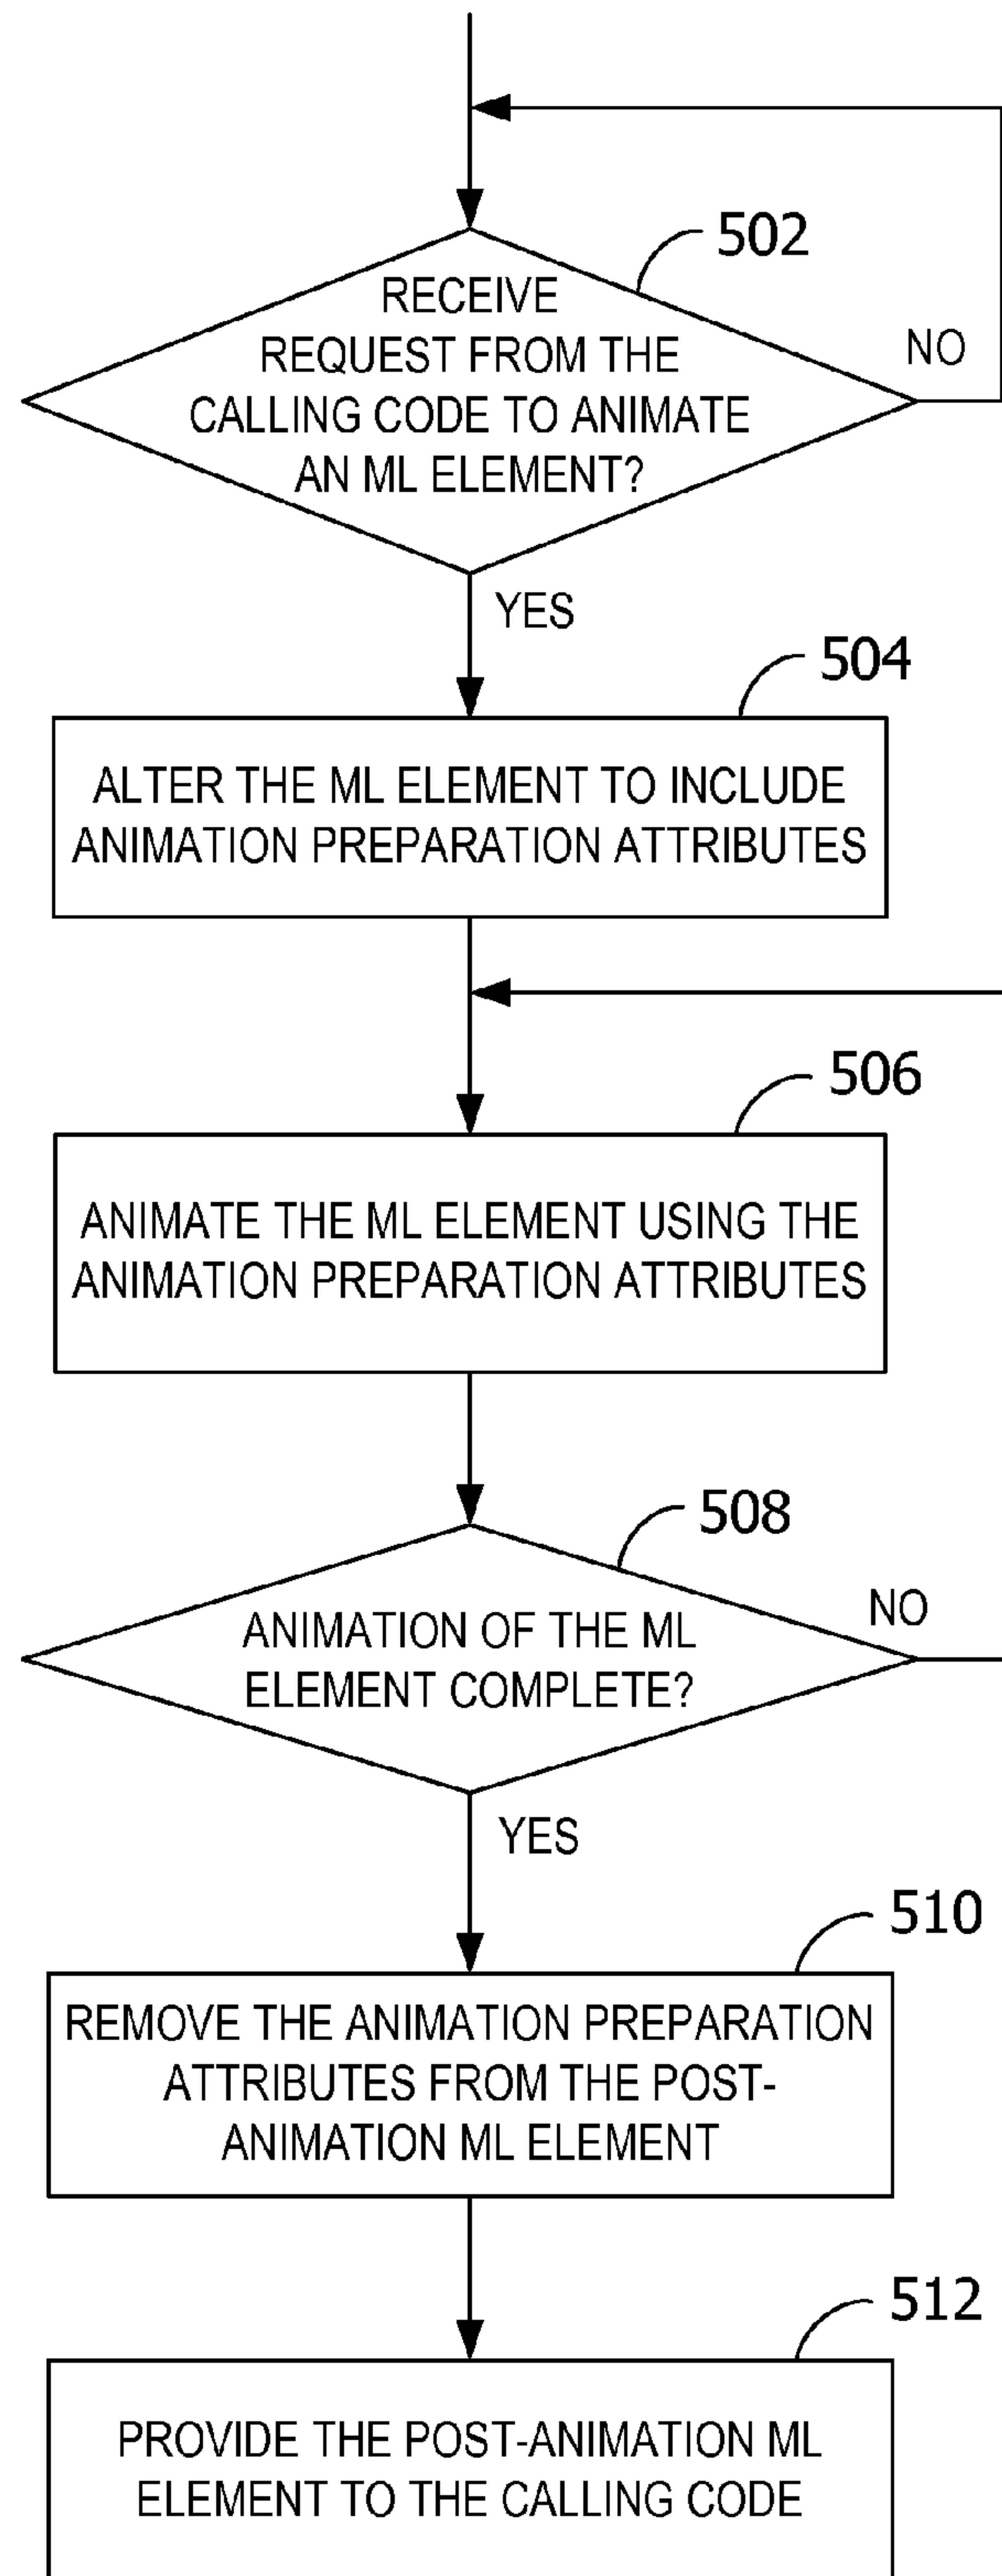 502
RECEIVE
REQUEST FROM THE
CALLING CODE TO ANIMATE
AN ML ELEMENT?
NO
YES
504
ALTER THE ML ELEMENT TO INCLUDE
ANIMATION PREPARATION ATTRIBUTES
506
ANIMATE THE ML ELEMENT USING THE
ANIMATION PREPARATION ATTRIBUTES
508
ANIMATION OF THE ML
ELEMENT COMPLETE?
NO
YES
510
REMOVE THE ANIMATION PREPARATION
ATTRIBUTES FROM THE POST-
ANIMATION ML ELEMENT
512
PROVIDE THE POST-ANIMATION ML
ELEMENT TO THE CALLING CODE